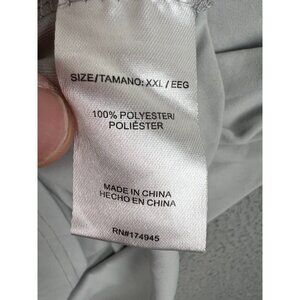 SIZE/TAMANO: XXL / EEG
100% POLYESTER/
POLIÉSTER
MADE IN CHINA
HECHO EN CHINA
RN#174945